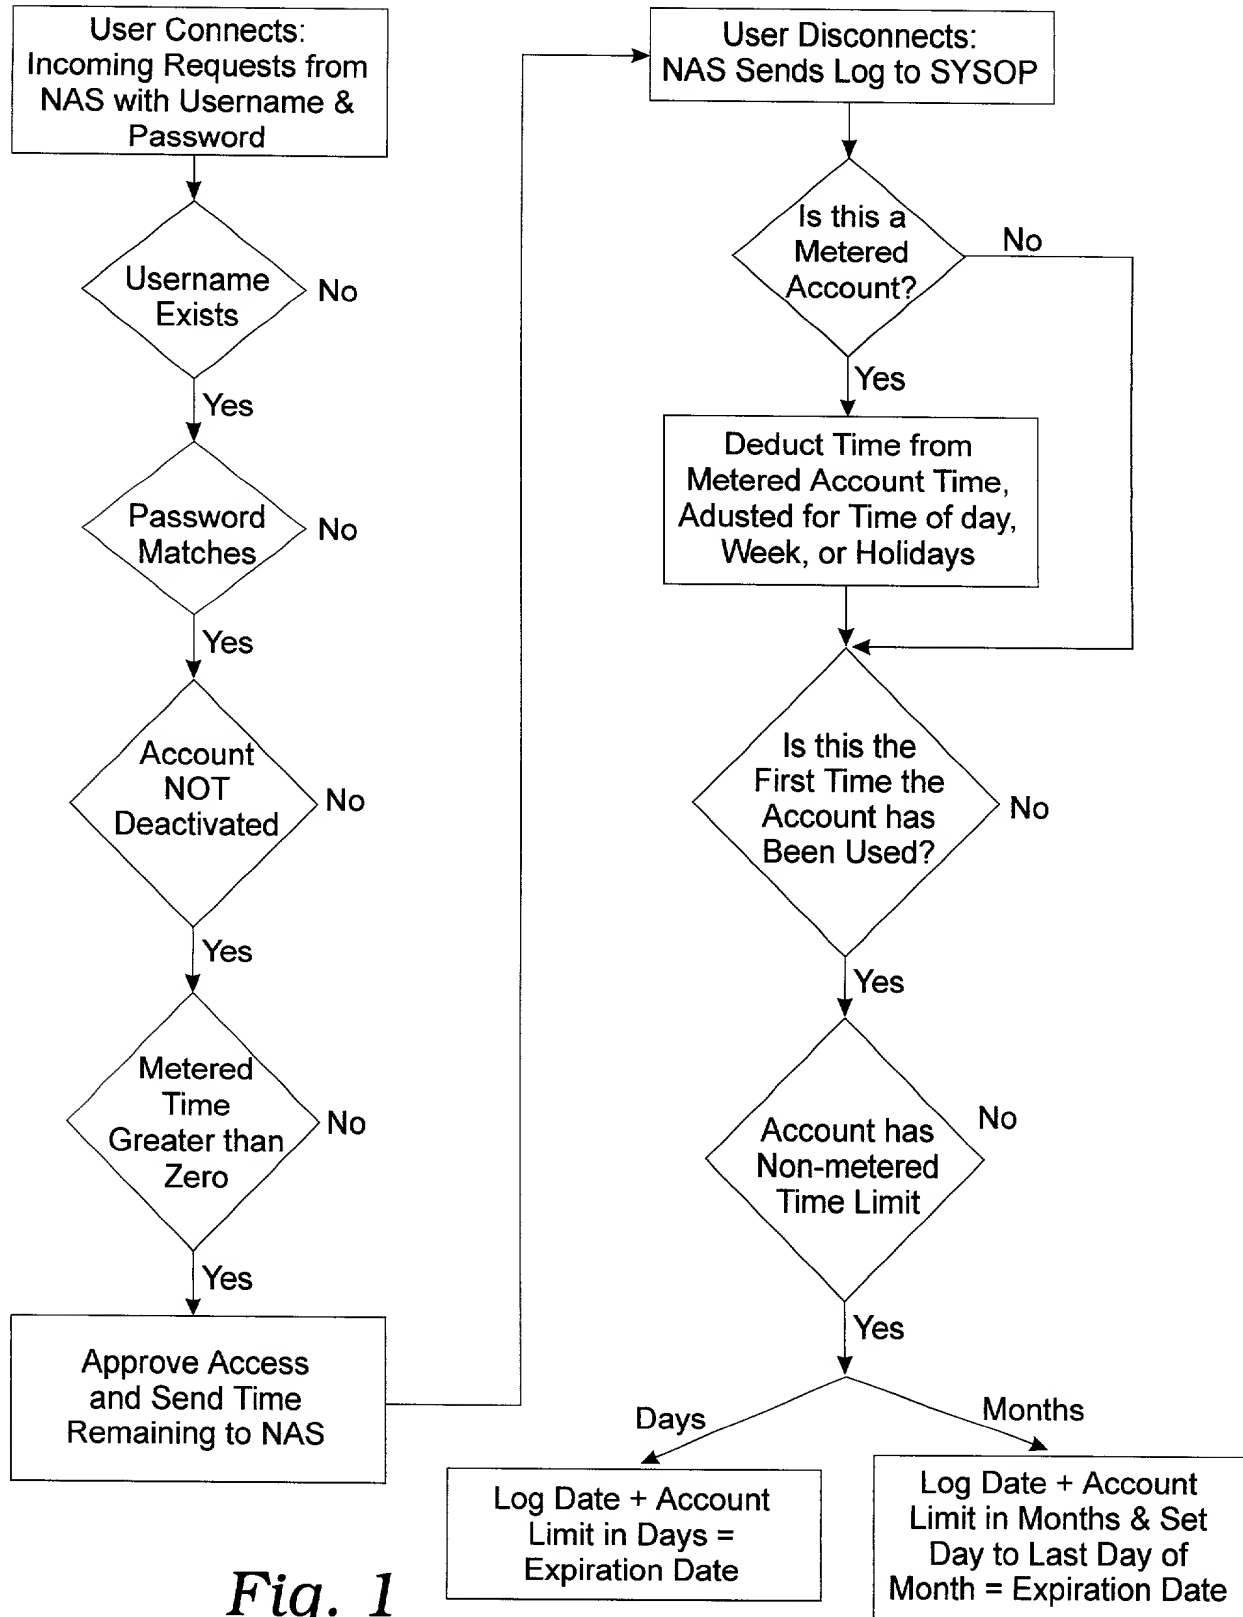 User Connects:
Incoming Requests from
NAS with Username &
Password
Username
Exists
No
Yes
Password
Matches
No
Yes
Account
NOT
Deactivated
No
Yes
Metered
Time
Greater than
Zero
No
Yes
Approve Access
and Send Time
Remaining to NAS
User Disconnects:
NAS Sends Log to SYSOP
Is this a
Metered
Account?
No
Yes
Deduct Time from
Metered Account Time,
Adusted for Time of day,
Week, or Holidays
Is this the
First Time the
Account has
Been Used?
No
Yes
Account has
Non-metered
Time Limit
No
Yes
Days
Months
Log Date + Account
Limit in Days =
Expiration Date
Log Date + Account
Limit in Months & Set
Day to Last Day of
Month = Expiration Date
Fig. 1